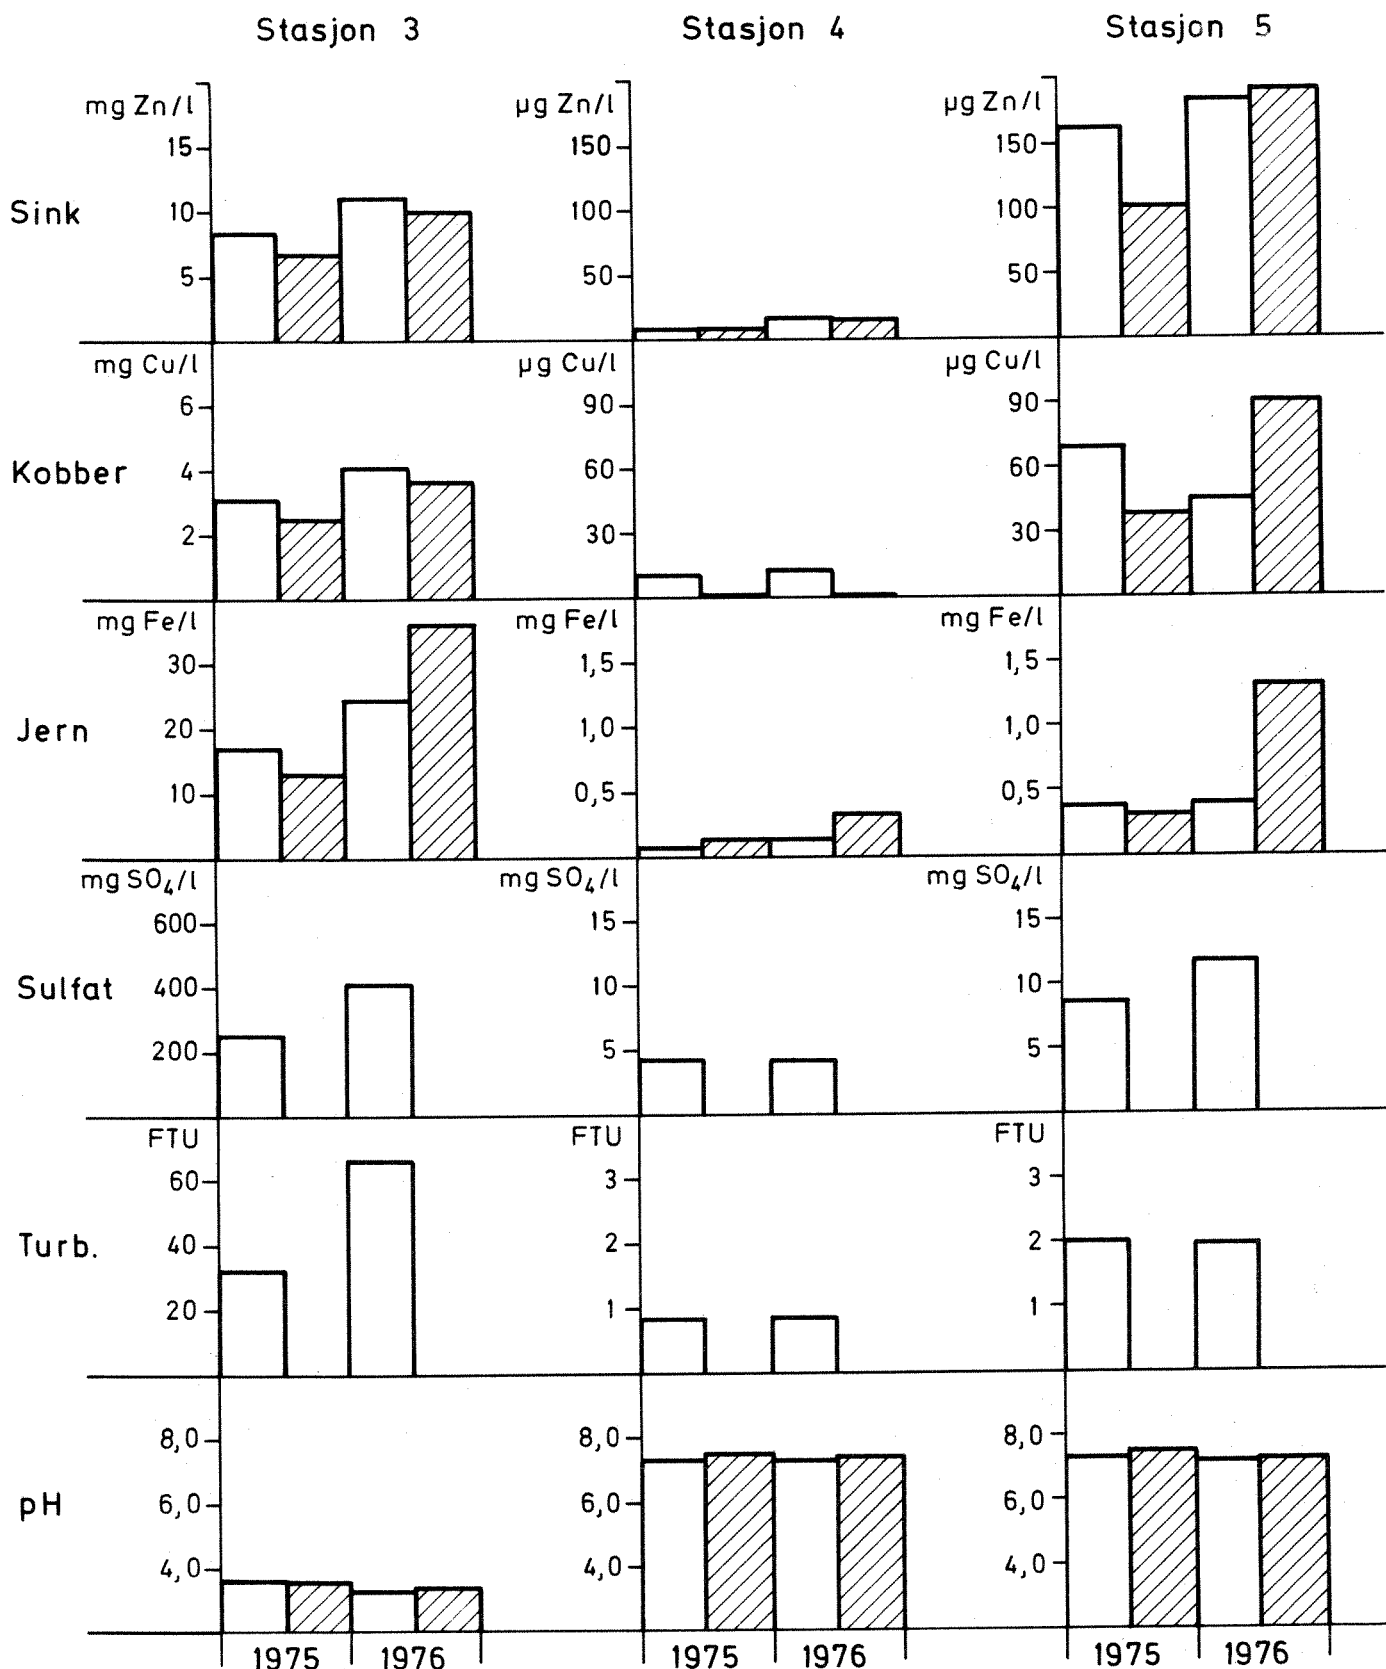 Stasjon 3 Stasjon 4 Stasjon 5
mg Zn/l µg Zn/l µg Zn/l
15 150 150
Sink 10 100 100
5 50 50
mg Cu/l µg Cu/l µg Cu/l
6 90 90
Kobber 4 60 60
2 30 30
mg Fe/l mg Fe/l mg Fe/l
30 1,5 1,5
Jern 20 1,0 1,0
10 0,5 0,5
mg SO₄/l mg SO₄/l mg SO₄/l
600 15 15
Sulfat 400 10 10
200 5 5
FTU FTU FTU
60 3 3
Turb. 40 2 2
20 1 1
8,0 8,0 8,0
pH 6,0 6,0 6,0
4,0 4,0 4,0
1975 1976 1975 1976 1975 1976